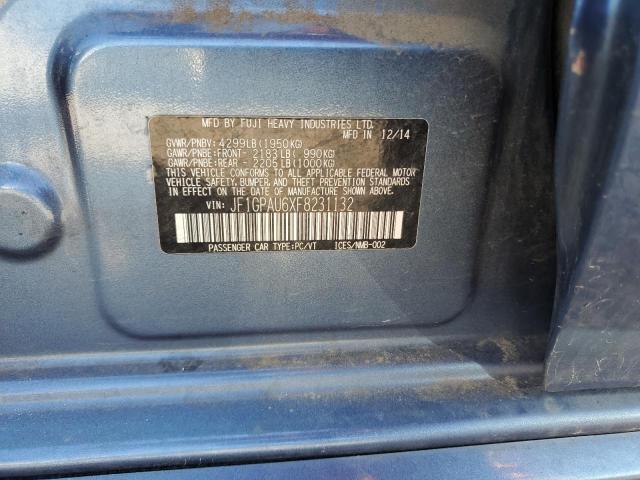 MFD BY FUJI HEAVY INDUSTRIES LTD.
MFD IN 12/14
GVWR/PNBV: 4299LB(1950KG)
GAWR/PNBE:FRONT- 2183LB( 990KG)
GAWR/PNBE:REAR - 2205LB(1000KG)
THIS VEHICLE CONFORMS TO ALL APPLICABLE FEDERAL MOTOR
VEHICLE SAFETY, BUMPER, AND THEFT PREVENTION STANDARDS
IN EFFECT ON THE DATE OF MANUFACTURE SHOWN ABOVE.
VIN: JF1GPAU6XF8231132
PASSENGER CAR TYPE:PC/VT ICES/NMB-002